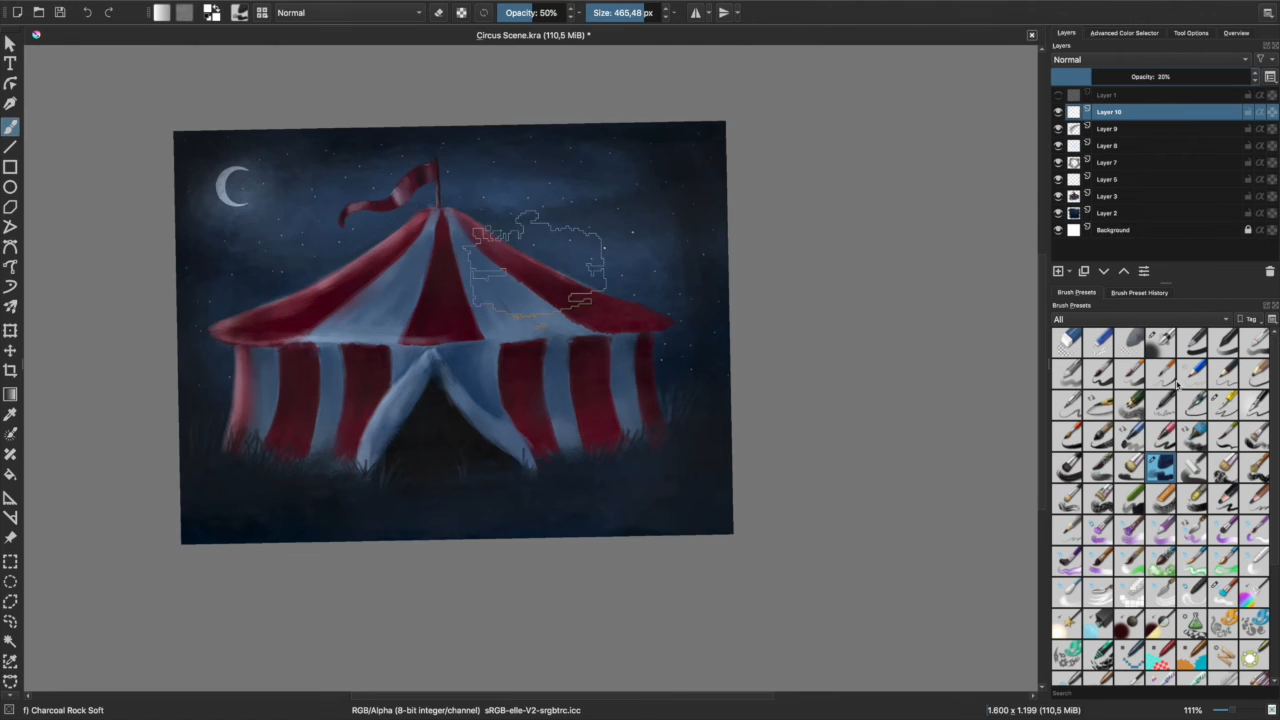 Normal
Opacity: 50%
Size: 465,48 px
Circus Scene.kra (110,5 MiB) *
Layers
Advanced Color Selector
Tool Options
Overview
Layers
Normal
Opacity: 20%
Layer 1
Layer 10
Layer 9
Layer 8
Layer 7
Layer 5
Layer 3
Layer 2
Background
Brush Presets
Brush Preset History
Brush Presets
All
Tag
Search
f) Charcoal Rock Soft
RGB/Alpha (8-bit integer/channel) sRGB-elle-V2-srgbtrc.icc
1.600 x 1.199 (110,5 MiB)
111%